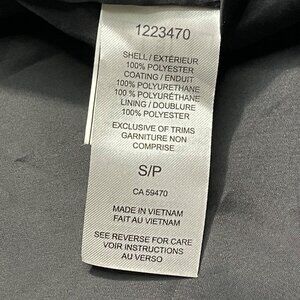 1223470
SHELL / EXTÉRIEUR
100% POLYESTER
COATING / ENDUIT
100% POLYURETHANE
100 % POLYURÉTHANE
LINING / DOUBLURE
100% POLYESTER
EXCLUSIVE OF TRIMS
GARNITURE NON
COMPRISE
S/P
CA 59470
MADE IN VIETNAM
FAIT AU VIETNAM
SEE REVERSE FOR CARE
VOIR INSTRUCTIONS
AU VERSO